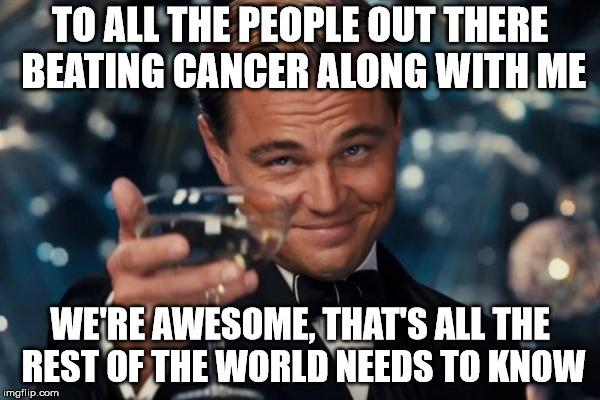 TO ALL THE PEOPLE OUT THERE
BEATING CANCER ALONG WITH ME
WE'RE AWESOME, THAT'S ALL THE
REST OF THE WORLD NEEDS TO KNOW
imgflip.com